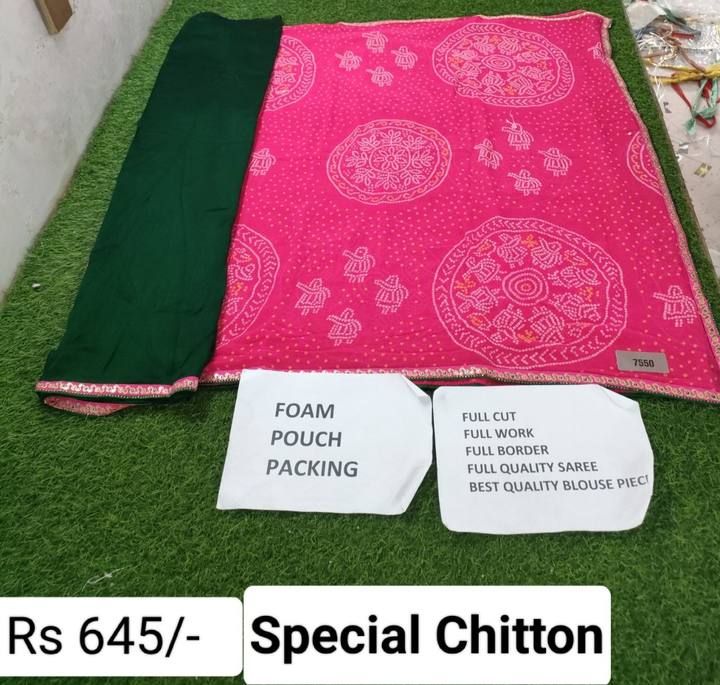 7550
FOAM
POUCH
PACKING
FULL CUT
FULL WORK
FULL BORDER
FULL QUALITY SAREE
BEST QUALITY BLOUSE PIEC
Rs 645/-
Special Chitton